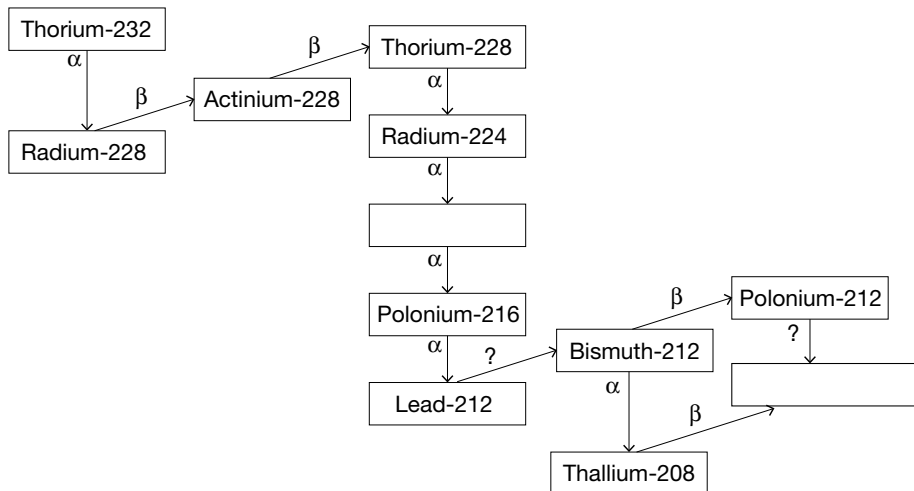 Thorium-232
α
Radium-228
β
Actinium-228
β
Thorium-228
α
Radium-224
α
α
Polonium-216
α
Lead-212
?
Bismuth-212
β
Polonium-212
?
α
Thallium-208
β